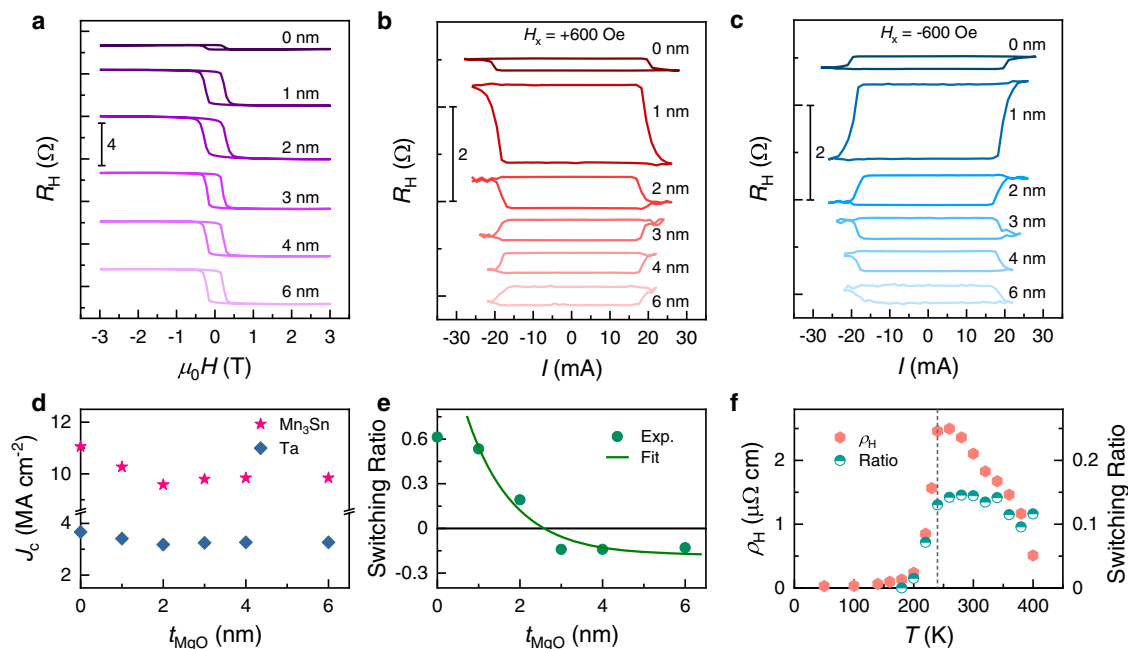 a
0 nm
1 nm
2 nm
4
3 nm
4 nm
6 nm
R_H (Ω)
-3 -2 -1 0 1 2 3
μ₀H (T)
b
H_x = +600 Oe
0 nm
1 nm
2
2 nm
3 nm
4 nm
6 nm
R_H (Ω)
-30 -20 -10 0 10 20 30
I (mA)
c
H_x = -600 Oe
0 nm
1 nm
2
2 nm
3 nm
4 nm
6 nm
R_H (Ω)
-30 -20 -10 0 10 20 30
I (mA)
d
12
10
4
2
Mn₃Sn
Ta
J_c (MA cm⁻²)
0 2 4 6
t_MgO (nm)
e
0.6
0.3
0
-0.3
Exp.
Fit
Switching Ratio
0 2 4 6
t_MgO (nm)
f
3
2
1
0
ρ_H
Ratio
ρ_H (μΩ cm)
0.2
0.1
0
Switching Ratio
0 100 200 300 400
T (K)